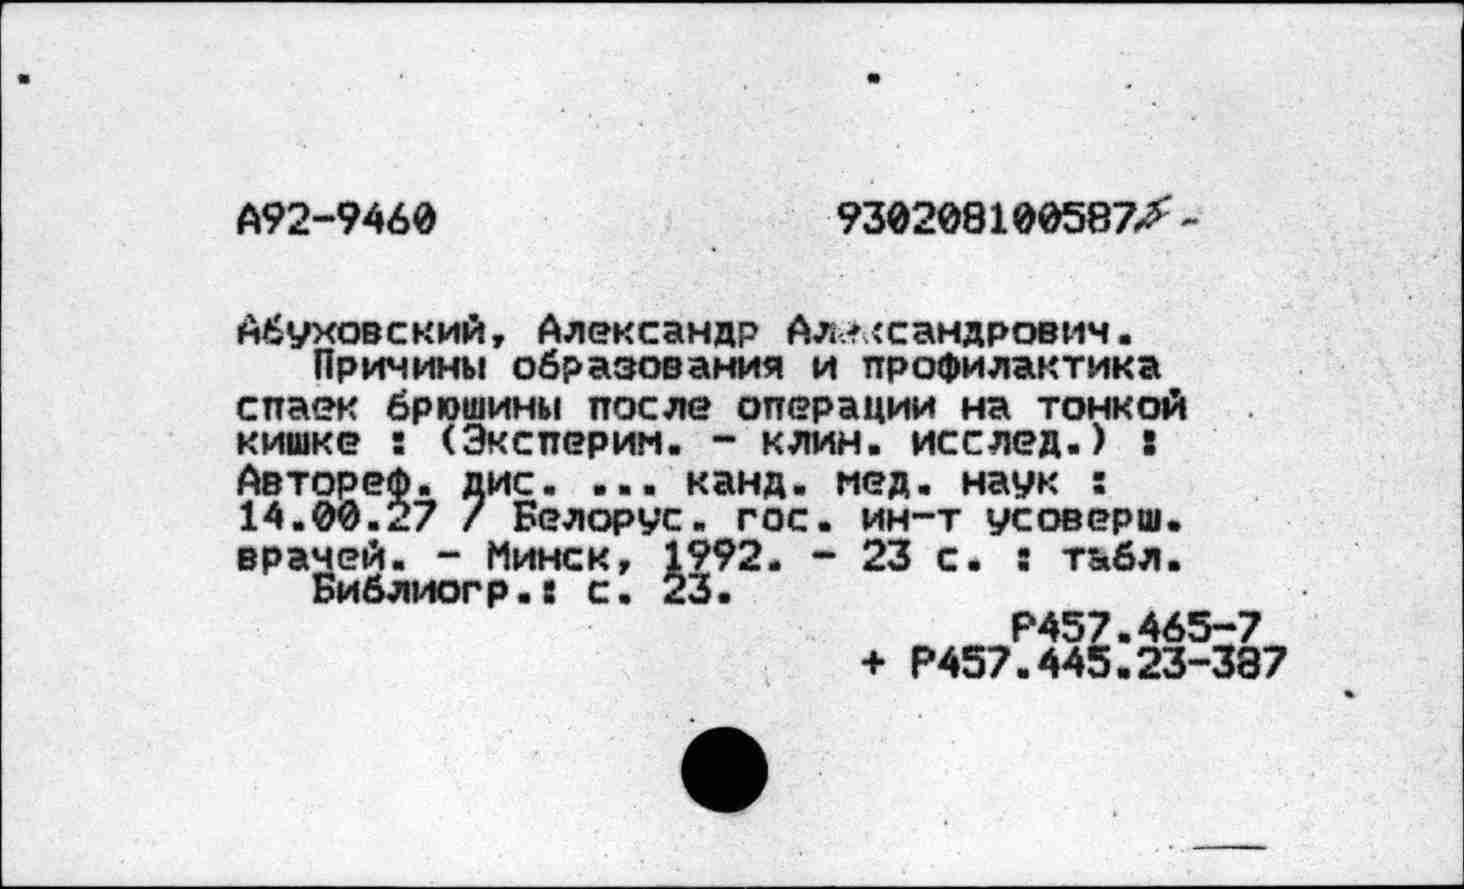 А92-9460 930208100587
Абуховский, Александр Александрович.
Причины образования и профилактика
спаек брюшины после операции на тонкой
кишке : (Эксперим. - клин. исслед.) :
Автореф. дис. ... канд. мед. наук :
14.00.27 / Белорус. гос. ин-т усоверш.
врачей. - Минск, 1992. - 23 с. : табл.
Библиогр.: с. 23.
Р457.465-7
+ Р457.445.23-387